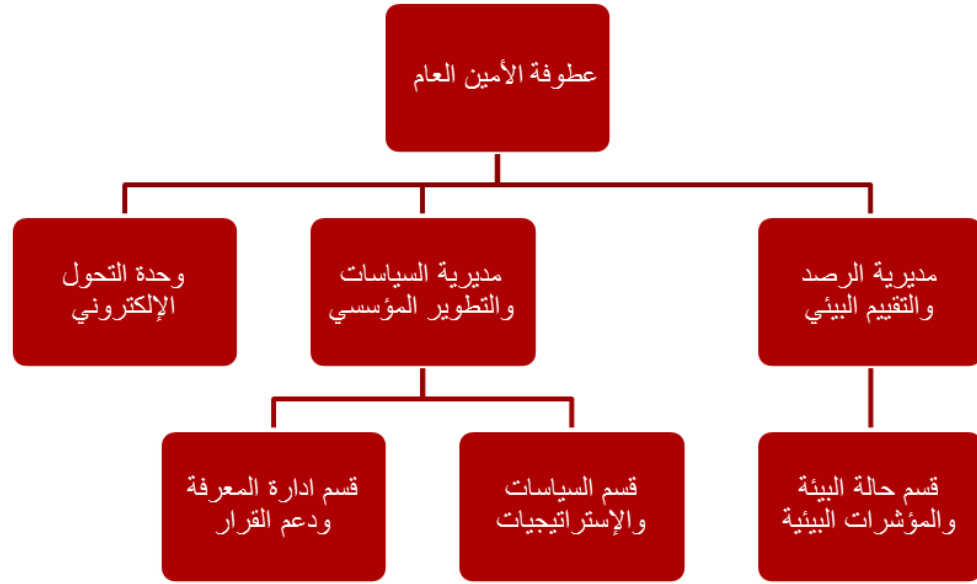 عطوفة الأمين العام
مديرية الرصد
والتقييم البيئي
مديرية السياسات
والتطوير المؤسسي
وحدة التحول
الإلكتروني
قسم حالة البيئة
والمؤشرات البيئية
قسم السياسات
والإستراتيجيات
قسم ادارة المعرفة
ودعم القرار